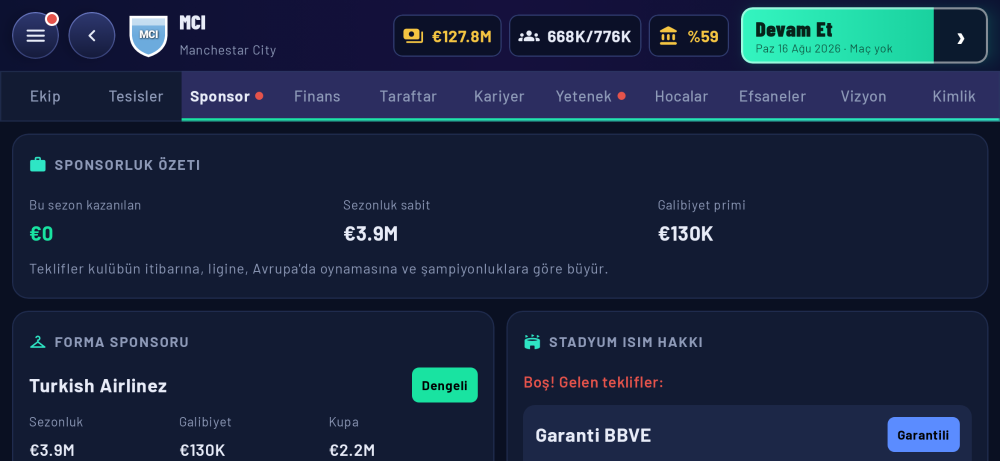 MCI
MCI
Manchestar City
€127.8M
668K/776K
%59
Devam Et
Paz 16 Ağu 2026 · Maç yok
Ekip
Tesisler
Sponsor
Finans
Taraftar
Kariyer
Yetenek
Hocalar
Efsaneler
Vizyon
Kimlik
SPONSORLUK ÖZETI
Bu sezon kazanılan
Sezonluk sabit
Galibiyet primi
€0
€3.9M
€130K
Teklifler kulübün itibarına, ligine, Avrupa'da oynamasına ve şampiyonluklara göre büyür.
FORMA SPONSORU
Turkish Airlinez
Dengeli
Sezonluk
Galibiyet
Kupa
€3.9M
€130K
€2.2M
STADYUM ISIM HAKKI
Boş! Gelen teklifler:
Garanti BBVE
Garantili